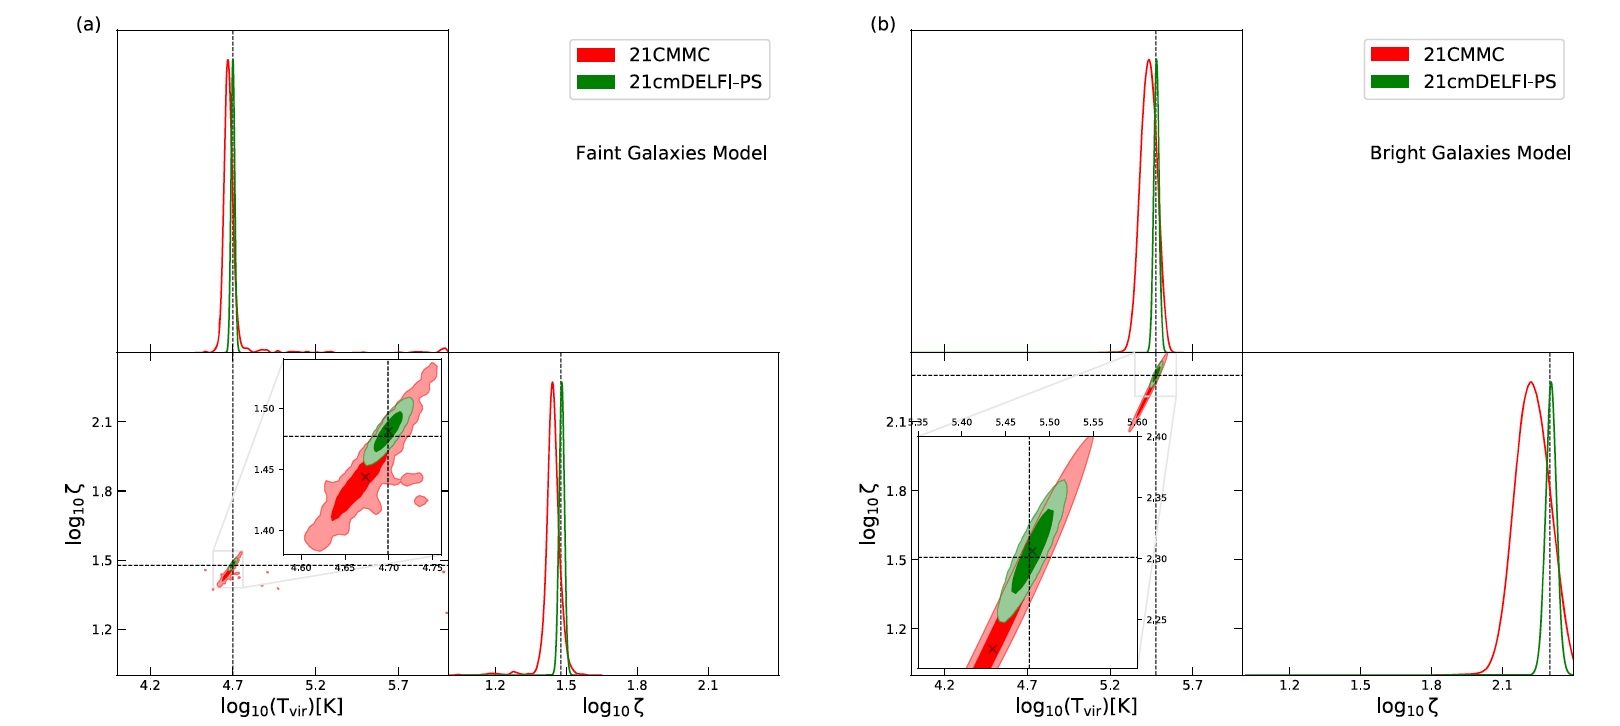 (a)
21CMMC
21cmDELFI-PS
Faint Galaxies Model
1.50
1.45
1.40
4.60 4.65 4.70 4.75
2.1
1.8
1.5
1.2
log10 ζ
4.2 4.7 5.2 5.7
log10(Tvir)[K]
1.2 1.5 1.8 2.1
log10 ζ
(b)
21CMMC
21cmDELFI-PS
Bright Galaxies Model
5.35 5.40 5.45 5.50 5.55 5.60
2.40
2.35
2.30
2.25
2.1
1.8
1.5
1.2
log10 ζ
4.2 4.7 5.2 5.7
log10(Tvir)[K]
1.2 1.5 1.8 2.1
log10 ζ